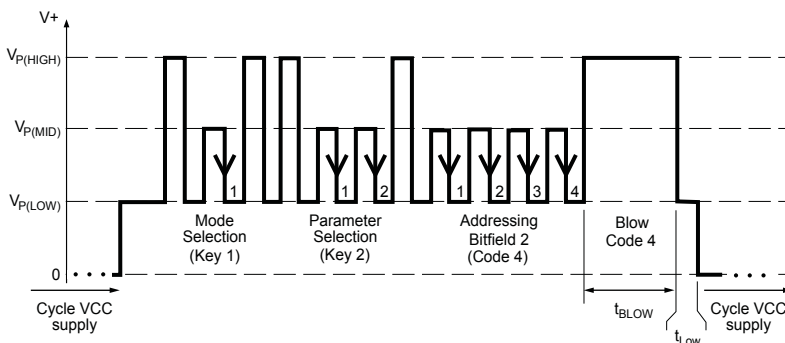 V+
VP(HIGH)
VP(MID)
VP(LOW)
0
1
1
2
1
2
3
4
Mode
Selection
(Key 1)
Parameter
Selection
(Key 2)
Addressing
Bitfield 2
(Code 4)
Blow
Code 4
Cycle VCC
supply
tBLOW
tLow
Cycle VCC
supply